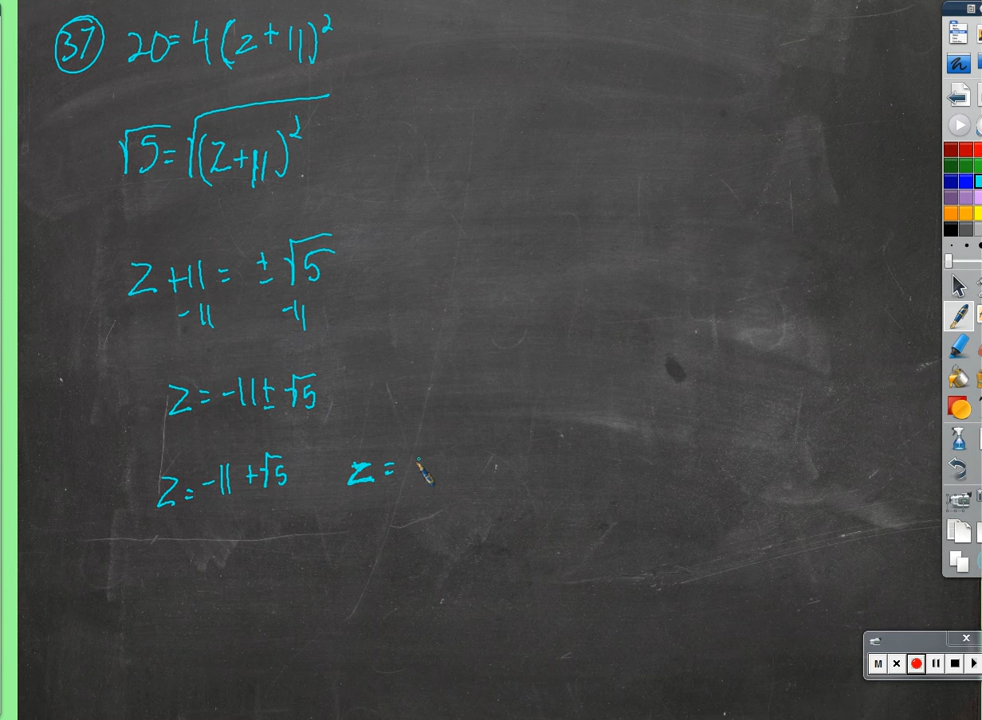 37 20 = 4(z + 11)²
√5 = √(z + 11)²
z + 11 = ± √5
-11 -11
z = -11 ± √5
z = -11 + √5 z =
M